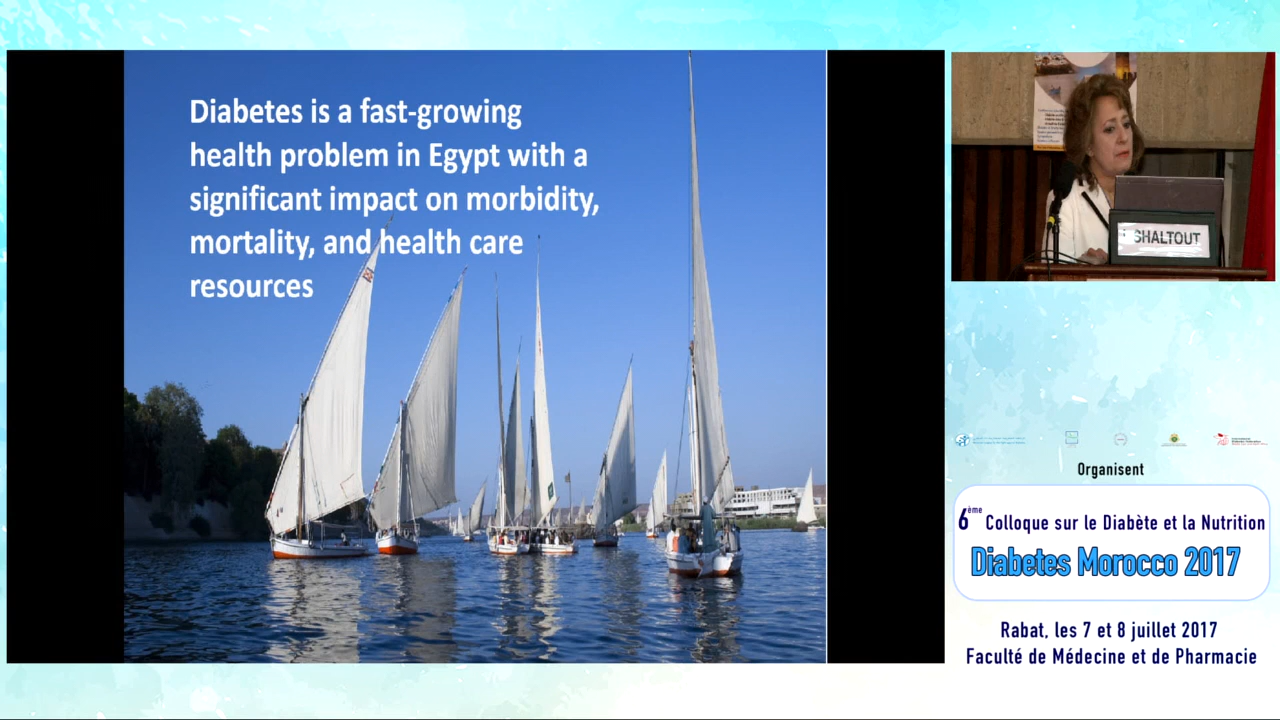 Diabetes is a fast-growing
health problem in Egypt with a
significant impact on morbidity,
mortality, and health care
resources
SHALTOUT
Organisent
6ème Colloque sur le Diabète et la Nutrition
Diabetes Morocco 2017
Rabat, les 7 et 8 juillet 2017
Faculté de Médecine et de Pharmacie